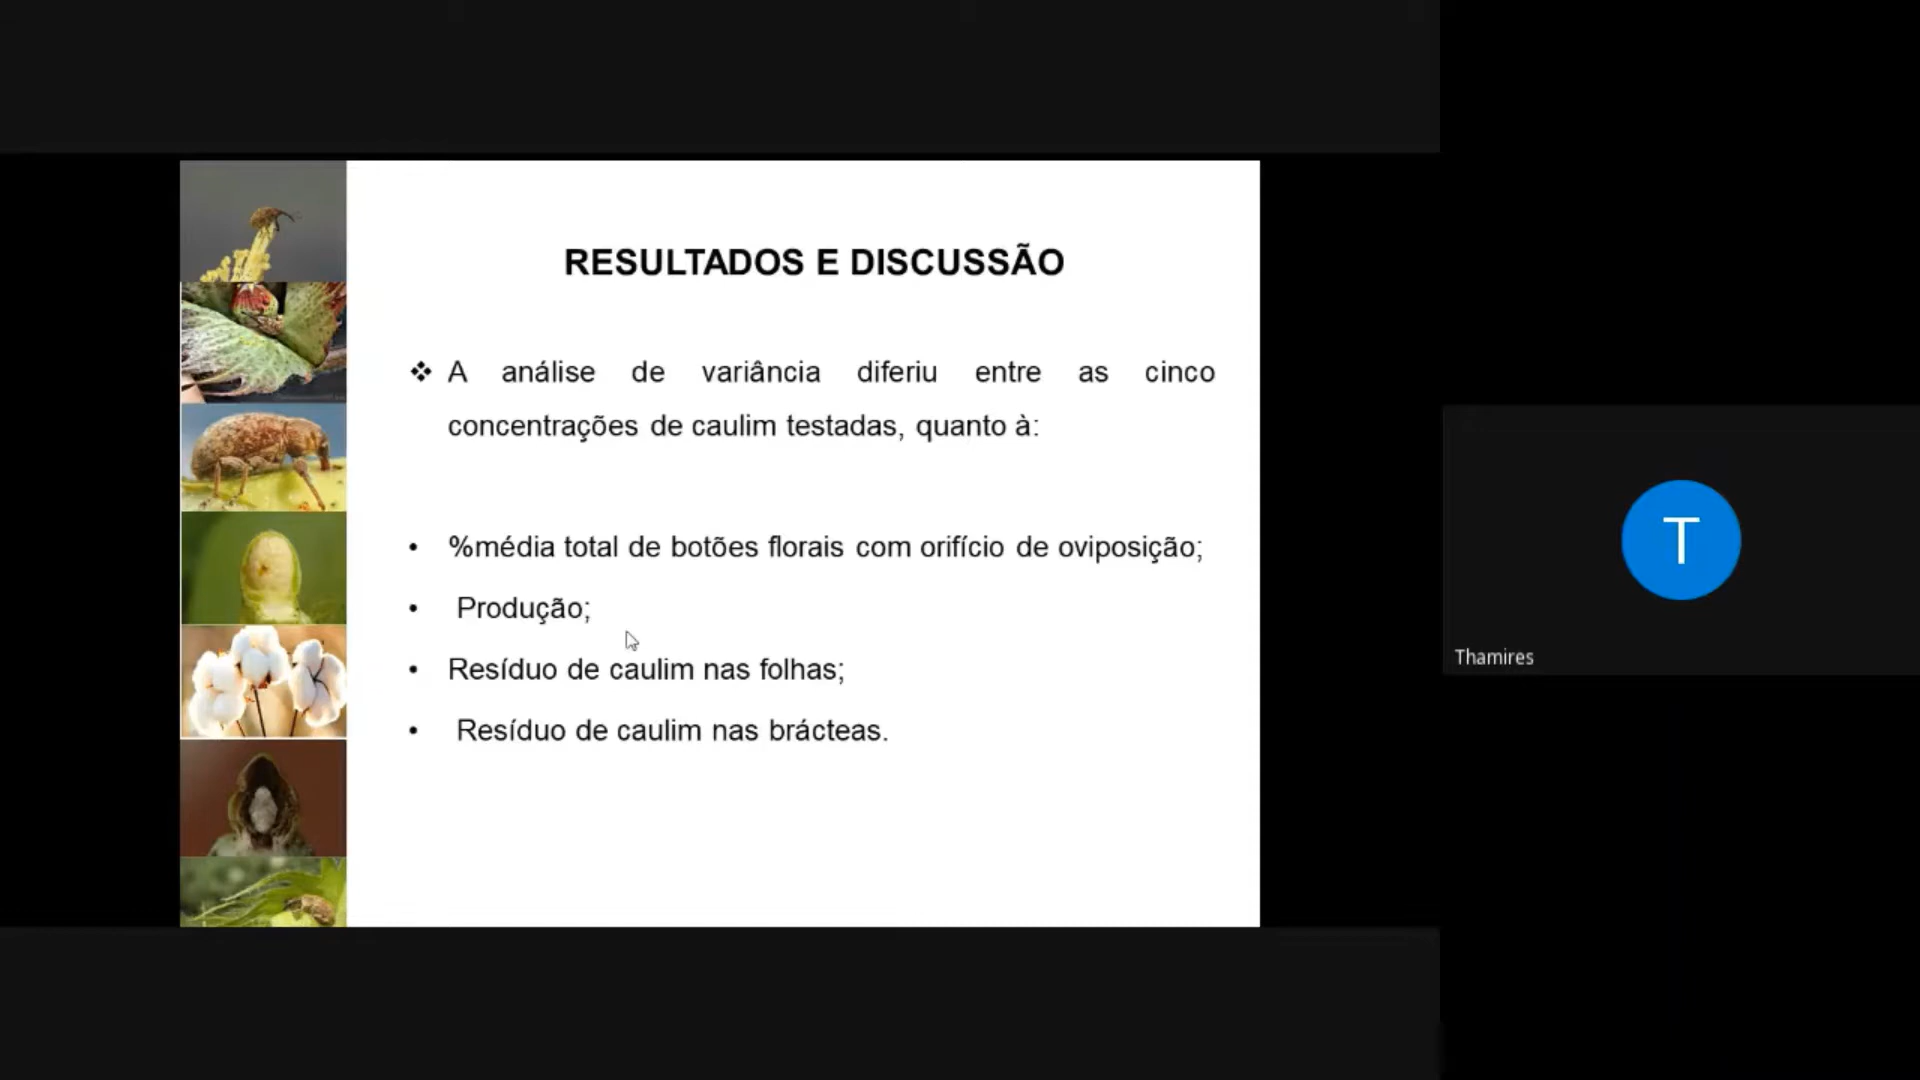 RESULTADOS E DISCUSSÃO
❖ A análise de variância diferiu entre as cinco
concentrações de caulim testadas, quanto à:
• %média total de botões florais com orifício de oviposição;
• Produção;
• Resíduo de caulim nas folhas;
• Resíduo de caulim nas brácteas.
T
Thamires